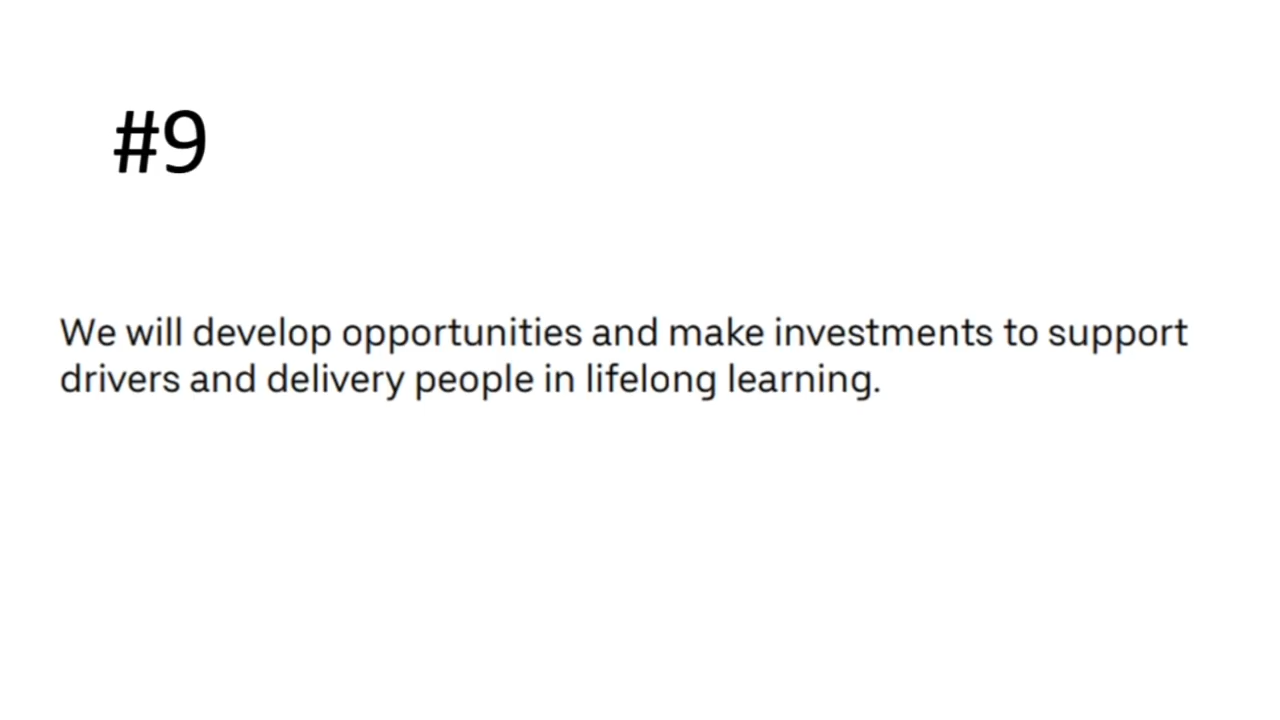 #9
We will develop opportunities and make investments to support
drivers and delivery people in lifelong learning.